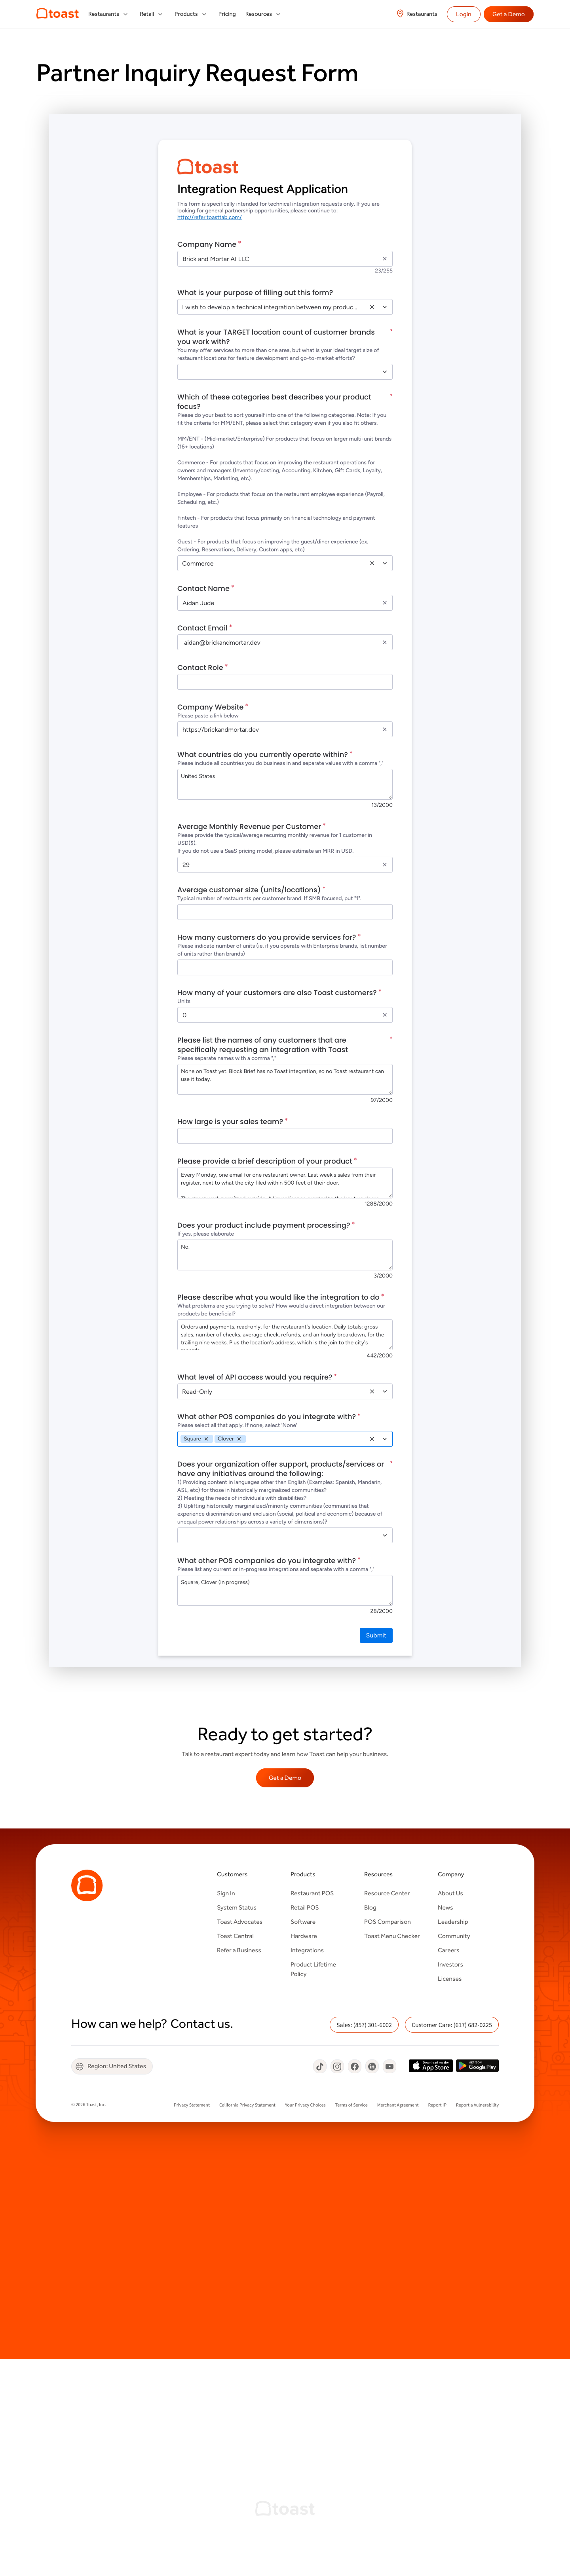 toast
Restaurants
Retail
Products
Pricing
Resources
Restaurants
Login
Get a Demo
Partner Inquiry Request Form
toast
Integration Request Application
This form is specifically intended for technical integration requests only. If you are
looking for general partnership opportunities, please continue to:
http://refer.toasttab.com/
Company Name *
Brick and Mortar AI LLC
23/255
What is your purpose of filling out this form?
I wish to develop a technical integration between my produc...
What is your TARGET location count of customer brands *
you work with?
You may offer services to more than one area, but what is your ideal target size of
restaurant locations for feature development and go-to-market efforts?
Which of these categories best describes your product *
focus?
Please do your best to sort yourself into one of the following categories. Note: If you
fit the criteria for MM/ENT, please select that category even if you also fit others.
MM/ENT - (Mid-market/Enterprise) For products that focus on larger multi-unit brands
(16+ locations)
Commerce - For products that focus on improving the restaurant operations for
owners and managers (Inventory/costing, Accounting, Kitchen, Gift Cards, Loyalty,
Memberships, Marketing, etc).
Employee - For products that focus on the restaurant employee experience (Payroll,
Scheduling, etc.)
Fintech - For products that focus primarily on financial technology and payment
features
Guest - For products that focus on improving the guest/diner experience (ex.
Ordering, Reservations, Delivery, Custom apps, etc)
Commerce
Contact Name *
Aidan Jude
Contact Email *
aidan@brickandmortar.dev
Contact Role *
Company Website *
Please paste a link below
https://brickandmortar.dev
What countries do you currently operate within? *
Please include all countries you do business in and separate values with a comma ","
United States
13/2000
Average Monthly Revenue per Customer *
Please provide the typical/average recurring monthly revenue for 1 customer in
USD($).
If you do not use a SaaS pricing model, please estimate an MRR in USD.
29
Average customer size (units/locations) *
Typical number of restaurants per customer brand. If SMB focused, put "1".
How many customers do you provide services for? *
Please indicate number of units (ie. if you operate with Enterprise brands, list number
of units rather than brands)
How many of your customers are also Toast customers? *
Units
0
Please list the names of any customers that are *
specifically requesting an integration with Toast
Please separate names with a comma ","
None on Toast yet. Block Brief has no Toast integration, so no Toast restaurant can
use it today.
97/2000
How large is your sales team? *
Please provide a brief description of your product *
Every Monday, one email for one restaurant owner. Last week's sales from their
register, next to what the city filed within 500 feet of their door.
1288/2000
Does your product include payment processing? *
If yes, please elaborate
No.
3/2000
Please describe what you would like the integration to do *
What problems are you trying to solve? How would a direct integration between our
products be beneficial?
Orders and payments, read-only, for the restaurant's location. Daily totals: gross
sales, number of checks, average check, refunds, and an hourly breakdown, for the
trailing nine weeks. Plus the location's address, which is the join to the city's
442/2000
What level of API access would you require? *
Read-Only
What other POS companies do you integrate with? *
Please select all that apply. If none, select 'None'
Square
Clover
Does your organization offer support, products/services or *
have any initiatives around the following:
1) Providing content in languages other than English (Examples: Spanish, Mandarin,
ASL, etc) for those in historically marginalized communities?
2) Meeting the needs of individuals with disabilities?
3) Uplifting historically marginalized/minority communities (communities that
experience discrimination and exclusion (social, political and economic) because of
unequal power relationships across a variety of dimensions)?
What other POS companies do you integrate with? *
Please list any current or in-progress integrations and separate with a comma ","
Square, Clover (in progress)
28/2000
Submit
Ready to get started?
Talk to a restaurant expert today and learn how Toast can help your business.
Get a Demo
Customers
Sign In
System Status
Toast Advocates
Toast Central
Refer a Business
Products
Restaurant POS
Retail POS
Software
Hardware
Integrations
Product Lifetime
Policy
Resources
Resource Center
Blog
POS Comparison
Toast Menu Checker
Company
About Us
News
Leadership
Community
Careers
Investors
Licenses
How can we help? Contact us.
Sales: (857) 301-6002
Customer Care: (617) 682-0225
Region: United States
Download on the
App Store
GET IT ON
Google Play
© 2026 Toast, Inc.
Privacy Statement
California Privacy Statement
Your Privacy Choices
Terms of Service
Merchant Agreement
Report IP
Report a Vulnerability
toast